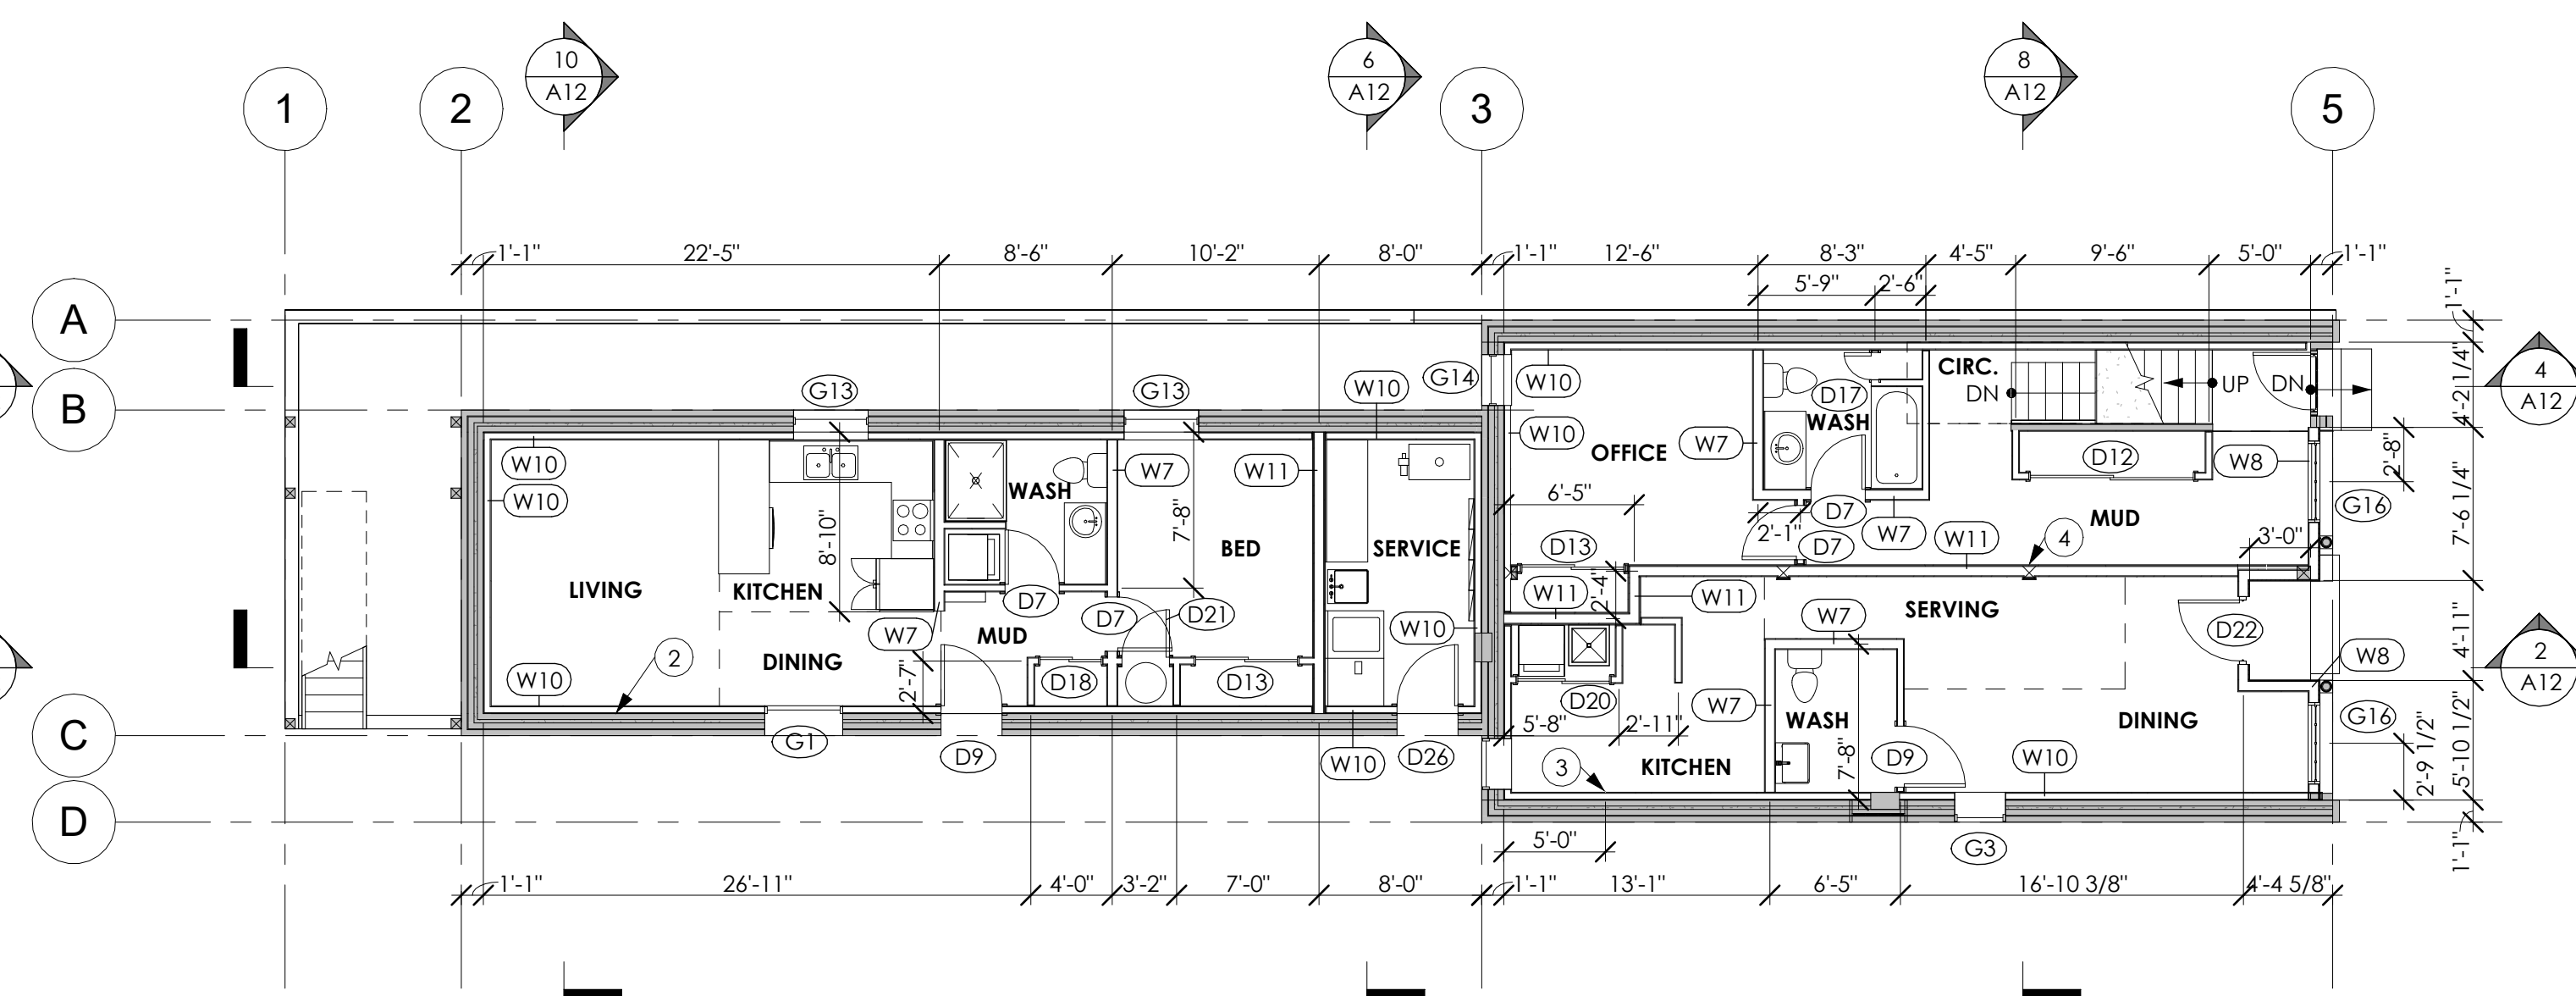 10
A12
6
A12
8
A12
1
2
3
5
1'-1"
22'-5"
8'-6"
10'-2"
8'-0"
1'-1"
12'-6"
8'-3"
4'-5"
9'-6"
5'-0"
1'-1"
5'-9"
2'-6"
1'-1"
A
B
C
D
G13
G13
W10
G14
W10
W10
W10
W10
W10
W7
W11
WASH
8'-10"
7'-8"
BED
SERVICE
LIVING
KITCHEN
D7
D7
D21
W7
MUD
W10
DINING
2
2'-7"
D18
D13
G1
D9
W10
D26
OFFICE
W7
D17
WASH
CIRC.
DN
UP
DN
D12
W8
4'-2 1/4"
4
A12
2'-8"
G16
7'-6 1/4"
6'-5"
2'-1"
D7
D7
W7
MUD
W11
4
3'-0"
D13
W11
2'-4"
W11
SERVING
W7
D22
W8
4'-11"
2
A12
D20
5'-8"
2'-11"
W7
WASH
7'-8"
D9
DINING
G16
2'-9 1/2"
5'-10 1/2"
3
KITCHEN
W10
5'-0"
G3
1'-1"
1'-1"
26'-11"
4'-0"
3'-2"
7'-0"
8'-0"
1'-1"
13'-1"
6'-5"
16'-10 3/8"
4'-4 5/8"